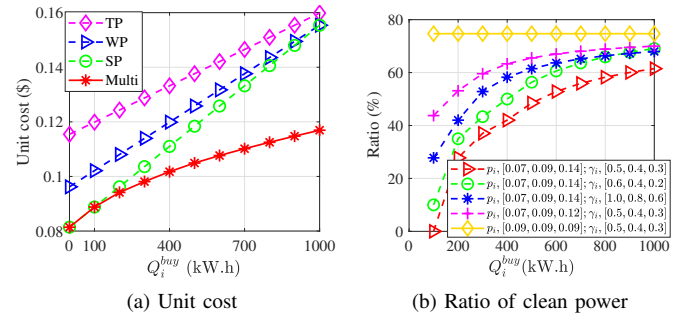 0.16
0.14
0.12
0.1
0.08
Unit cost ($)
TP
WP
SP
Multi
0 100 400 700 1000
Q_i^{buy} (kW.h)
(a) Unit cost
80
60
40
20
0
Ratio (%)
p_i, [0.07, 0.09, 0.14]; γ_i, [0.5, 0.4, 0.3]
p_i, [0.07, 0.09, 0.14]; γ_i, [0.6, 0.4, 0.2]
p_i, [0.07, 0.09, 0.14]; γ_i, [1.0, 0.8, 0.6]
p_i, [0.07, 0.09, 0.12]; γ_i, [0.5, 0.4, 0.3]
p_i, [0.09, 0.09, 0.09]; γ_i, [0.5, 0.4, 0.3]
0 200 400 600 800 1000
Q_i^{buy} (kW.h)
(b) Ratio of clean power